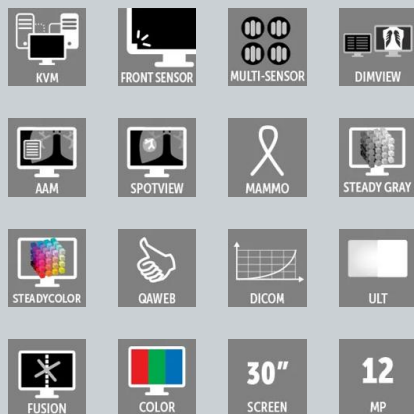 KVM
FRONT SENSOR
MULTI-SENSOR
DIMVIEW
AAM
SPOTVIEW
MAMMO
STEADY GRAY
STEADYCOLOR
QAWEB
DICOM
ULT
FUSION
COLOR
30"
SCREEN
12
MP